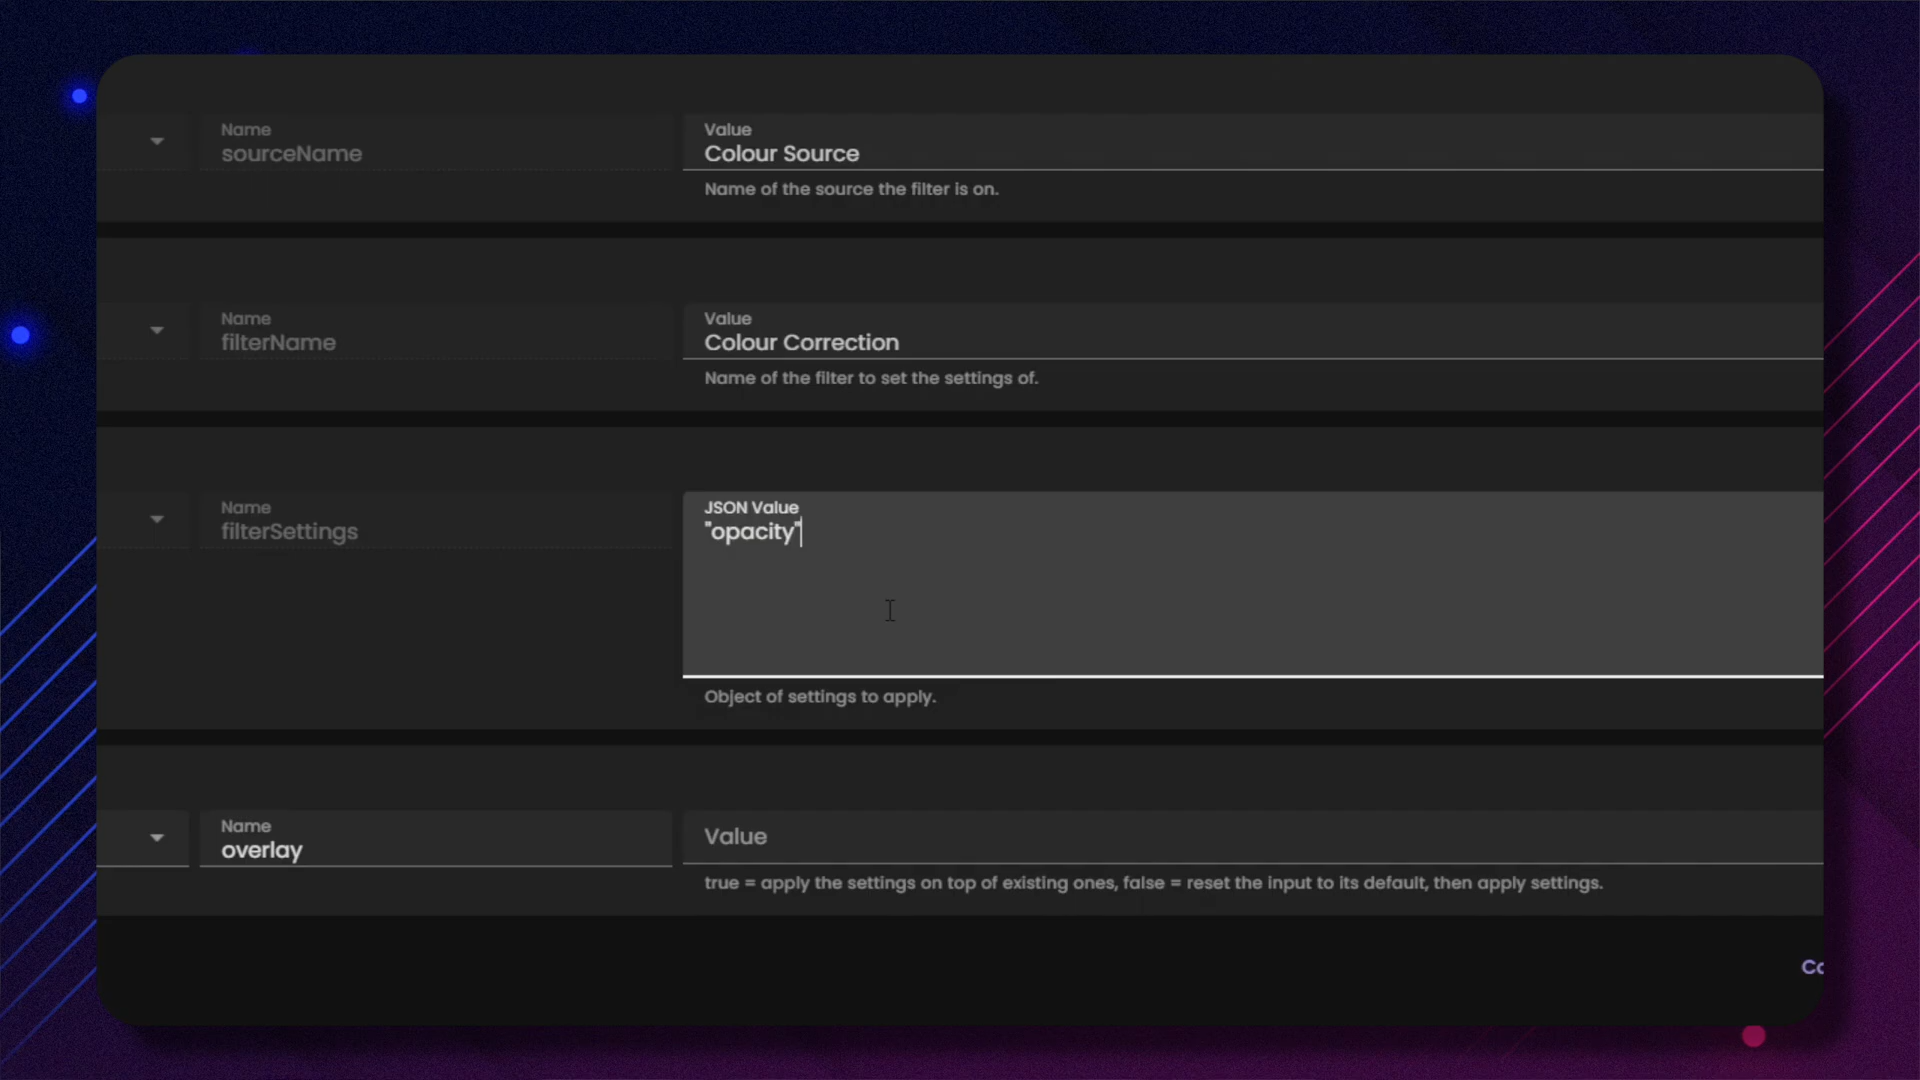 Name
sourceName
Value
Colour Source
Name of the source the filter is on.
Name
filterName
Value
Colour Correction
Name of the filter to set the settings of.
Name
filterSettings
JSON Value
"opacity"
Object of settings to apply.
Name
overlay
Value
true = apply the settings on top of existing ones, false = reset the input to its default, then apply settings.